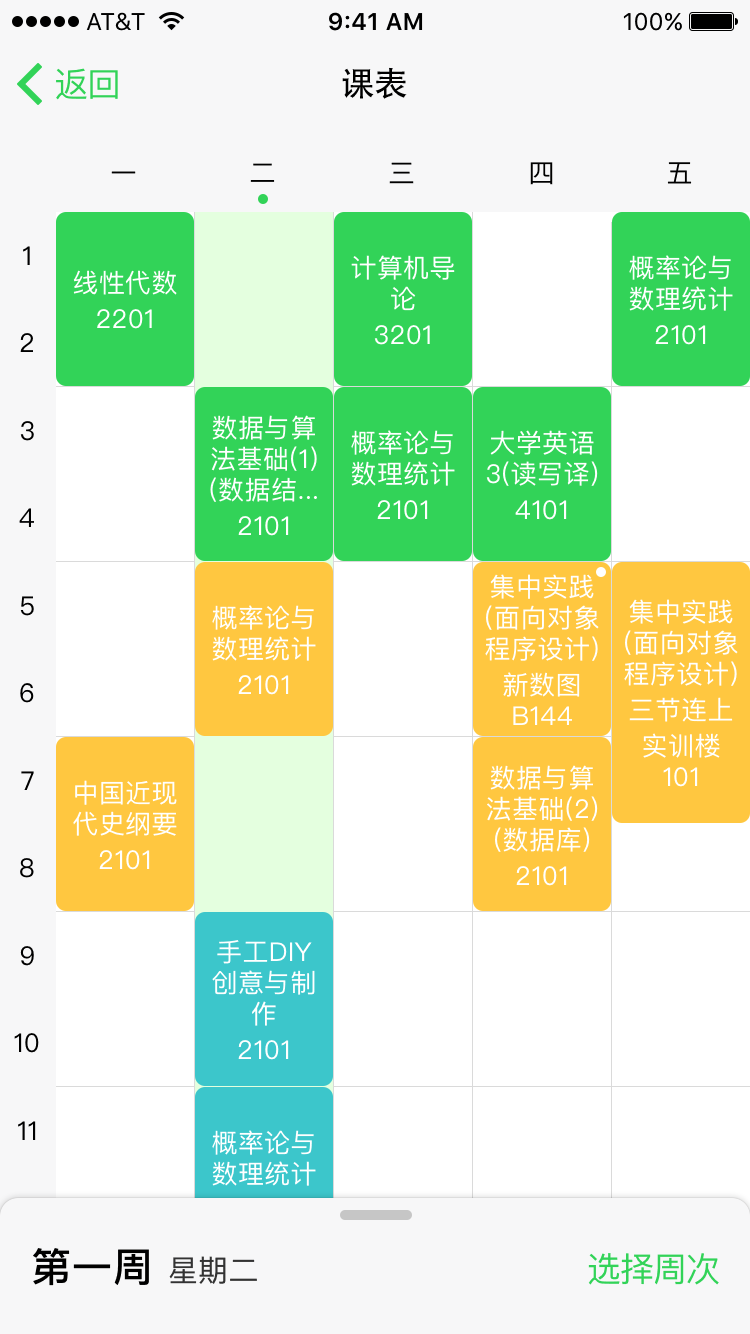 AT&T 9:41 AM 100%
返回 课表
一 二 三 四 五
1
2
线性代数
2201
计算机导
论
3201
概率论与
数理统计
2101
3
4
数据与算
法基础(1)
(数据结...
2101
概率论与
数理统计
2101
大学英语
3(读写译)
4101
5
6
概率论与
数理统计
2101
集中实践
(面向对象
程序设计)
新数图
B144
集中实践
(面向对象
程序设计)
三节连上
实训楼
101
7
8
中国近现
代史纲要
2101
数据与算
法基础(2)
(数据库)
2101
9
10
手工DIY
创意与制
作
2101
11
概率论与
数理统计
第一周 星期二 选择周次